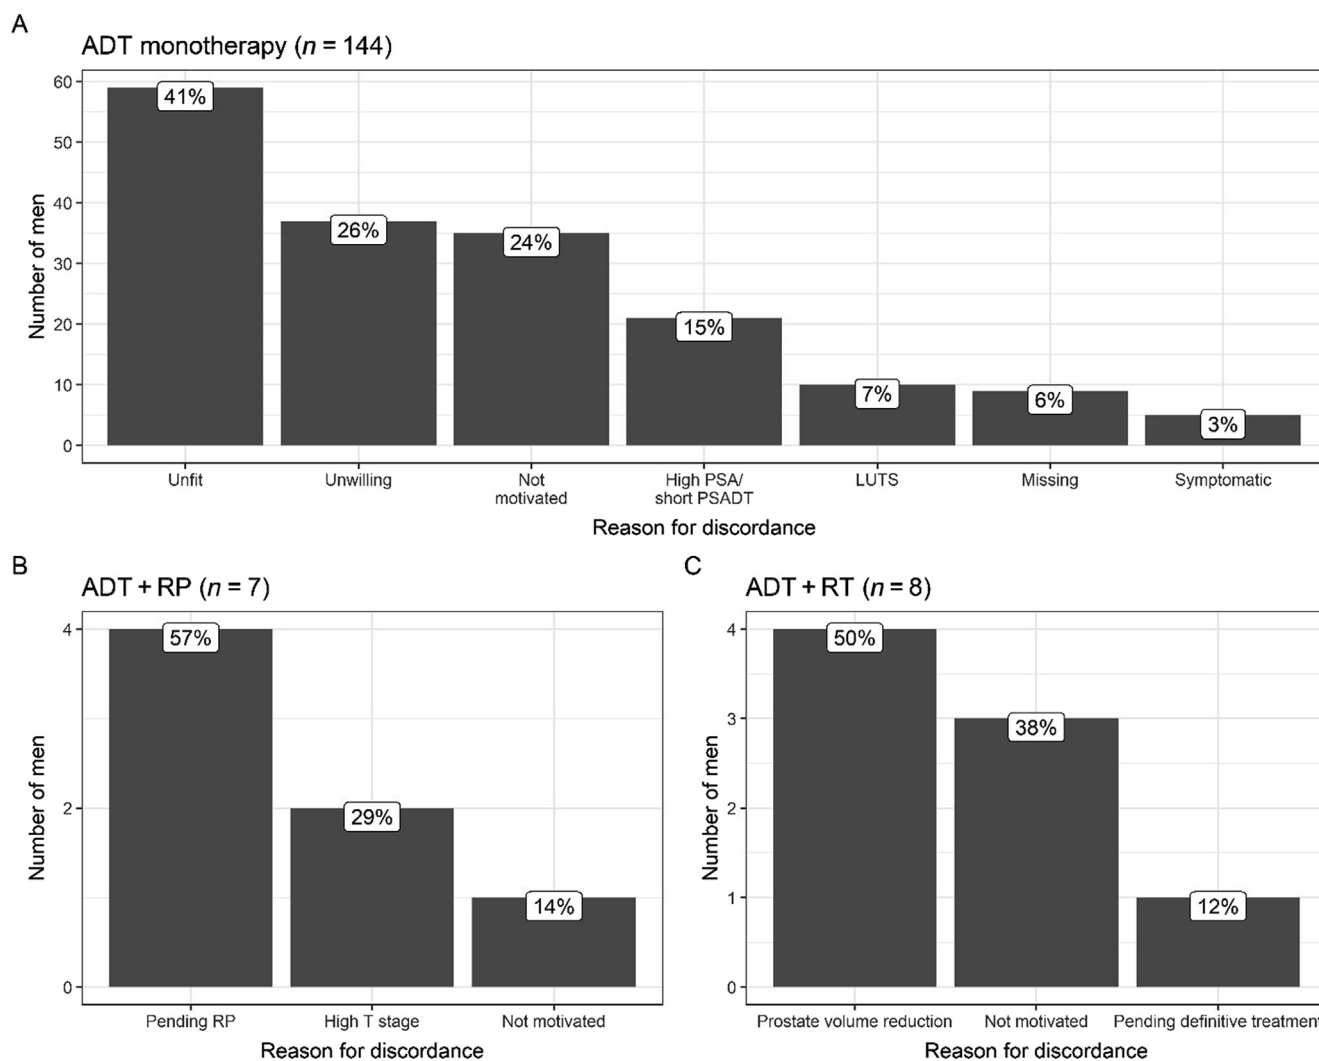 A
ADT monotherapy (n = 144)
Number of men
60
50
40
30
20
10
0
41%
26%
24%
15%
7%
6%
3%
Unfit
Unwilling
Not
motivated
High PSA/
short PSADT
LUTS
Missing
Symptomatic
Reason for discordance
B
ADT + RP (n = 7)
Number of men
4
2
0
57%
29%
14%
Pending RP
High T stage
Not motivated
Reason for discordance
C
ADT + RT (n = 8)
Number of men
4
3
2
1
0
50%
38%
12%
Prostate volume reduction
Not motivated
Pending definitive treatment
Reason for discordance